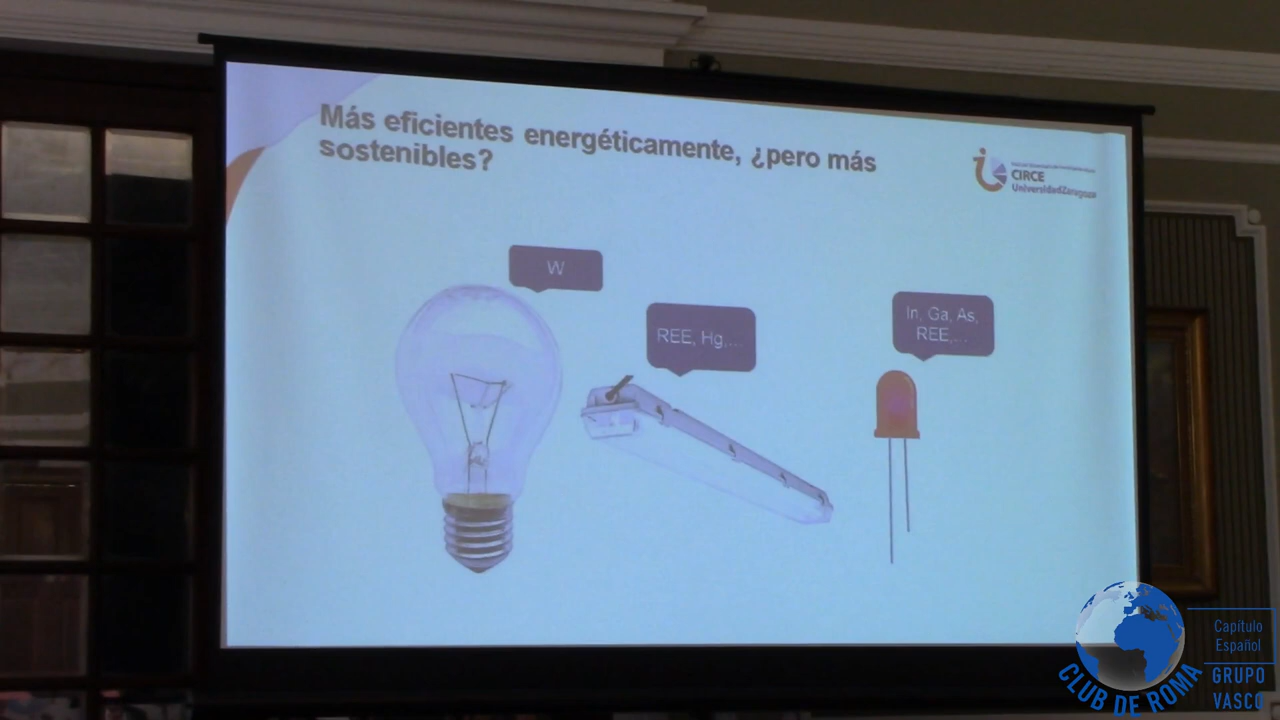 Más eficientes energéticamente, ¿pero más
sostenibles?
CIRCE
UniversidadZaragoza
W
REE, Hg,...
In, Ga, As,
REE,...
Capítulo
Español
GRUPO
VASCO
CLUB DE ROMA